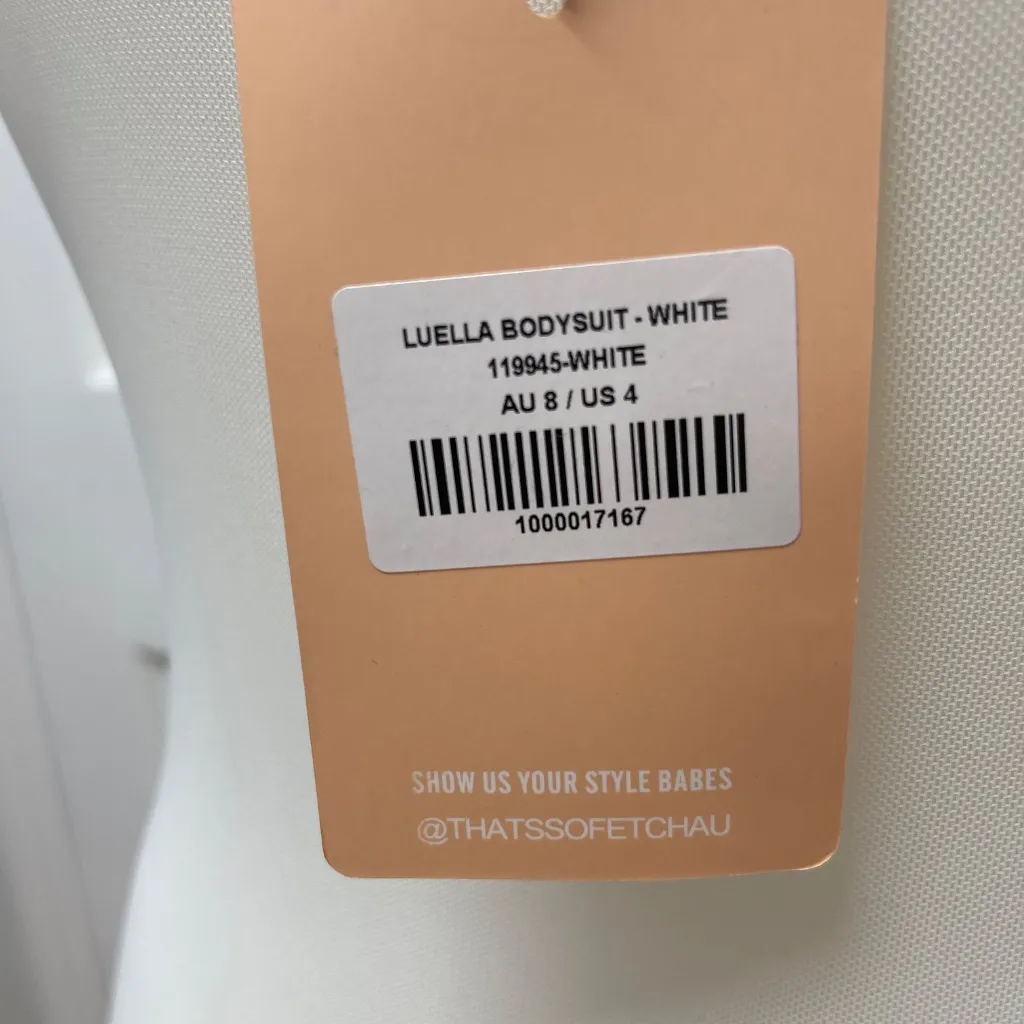 LUELLA BODYSUIT - WHITE
119945-WHITE
AU 8 / US 4
1000017167
SHOW US YOUR STYLE BABES
@THATSSOFETCHAU